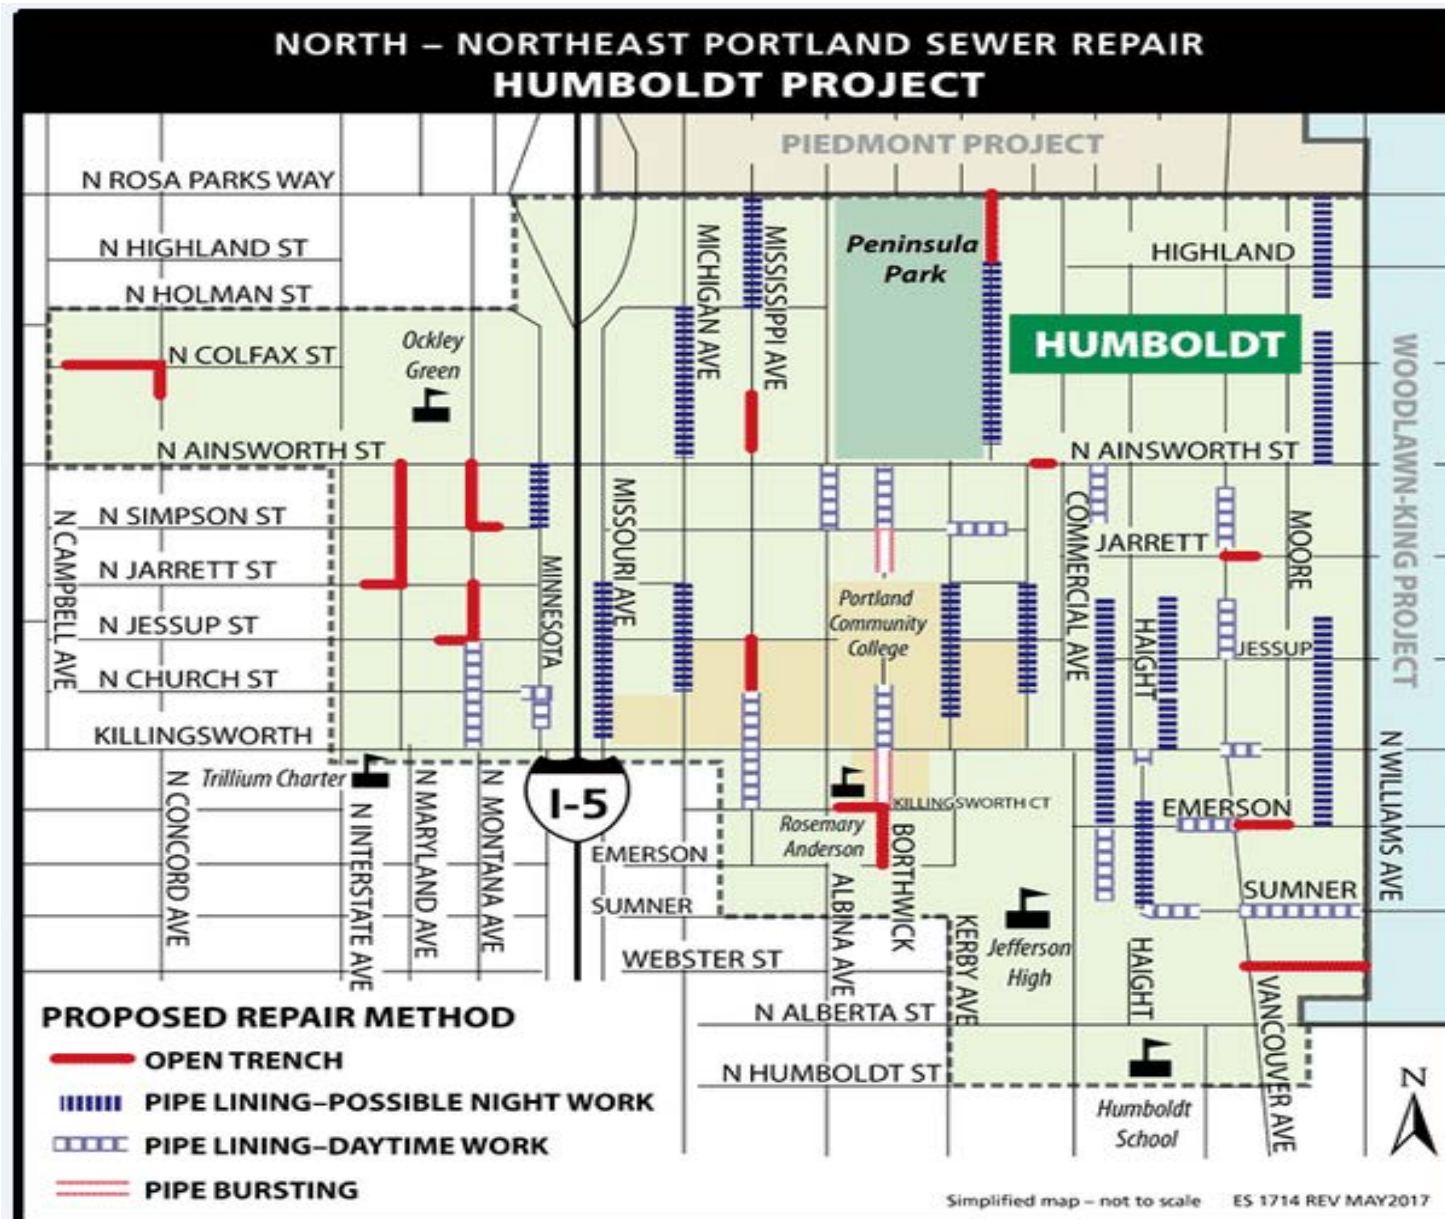 NORTH – NORTHEAST PORTLAND SEWER REPAIR
HUMBOLDT PROJECT
PIEDMONT PROJECT
N ROSA PARKS WAY
N HIGHLAND ST
N HOLMAN ST
N COLFAX ST
Ockley
Green
N AINSWORTH ST
N SIMPSON ST
N JARRETT ST
N JESSUP ST
N CHURCH ST
KILLINGSWORTH
N CAMPBELL AVE
Trillium Charter
N CONCORD AVE
N INTERSTATE AVE
N MARYLAND AVE
N MONTANA AVE
MINNESOTA
I-5
MISSOURI AVE
MICHIGAN AVE
MISSISSIPPI AVE
Peninsula
Park
HIGHLAND
HUMBOLDT
N AINSWORTH ST
COMMERCIAL AVE
JARRETT
MOORE
Portland
Community
College
HAIGHT
JESSUP
WOODLAWN-KING PROJECT
N WILLIAMS AVE
KILLINGSWORTH CT
EMERSON
Rosemary
Anderson
BORTHWICK
ALBINA AVE
EMERSON
SUMNER
SUMNER
KERBY AVE
Jefferson
High
HAIGHT
WEBSTER ST
N ALBERTA ST
N HUMBOLDT ST
VANCOUVER AVE
Humboldt
School
N
PROPOSED REPAIR METHOD
OPEN TRENCH
PIPE LINING–POSSIBLE NIGHT WORK
PIPE LINING–DAYTIME WORK
PIPE BURSTING
Simplified map – not to scale ES 1714 REV MAY2017